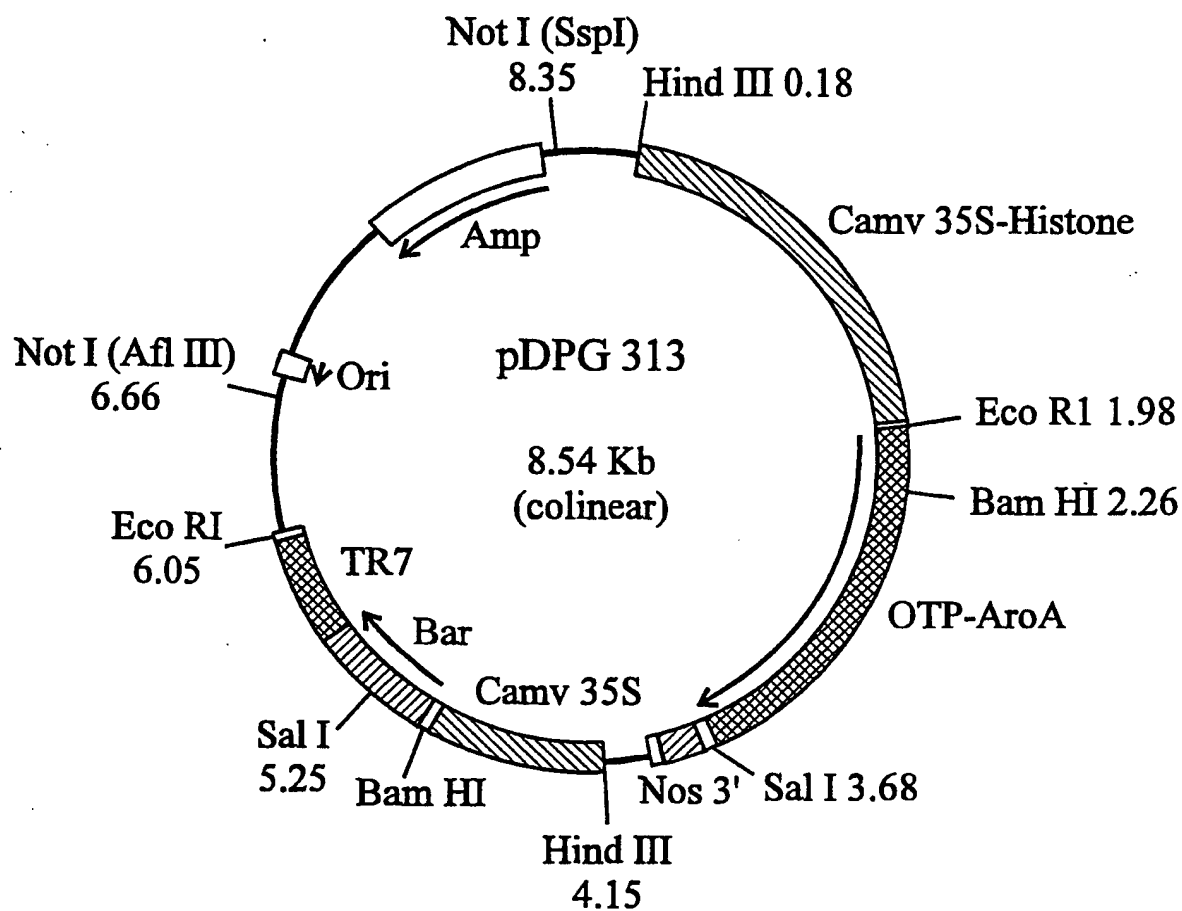 Not I (SspI)
8.35
Hind III 0.18
Camv 35S-Histone
Amp
Not I (Afl III)
6.66
Ori
pDPG 313
8.54 Kb
(colinear)
Eco R1 1.98
Bam HI 2.26
OTP-AroA
Eco RI
6.05
TR7
Bar
Camv 35S
Sal I
5.25
Bam HI
Nos 3'
Sal I 3.68
Hind III
4.15